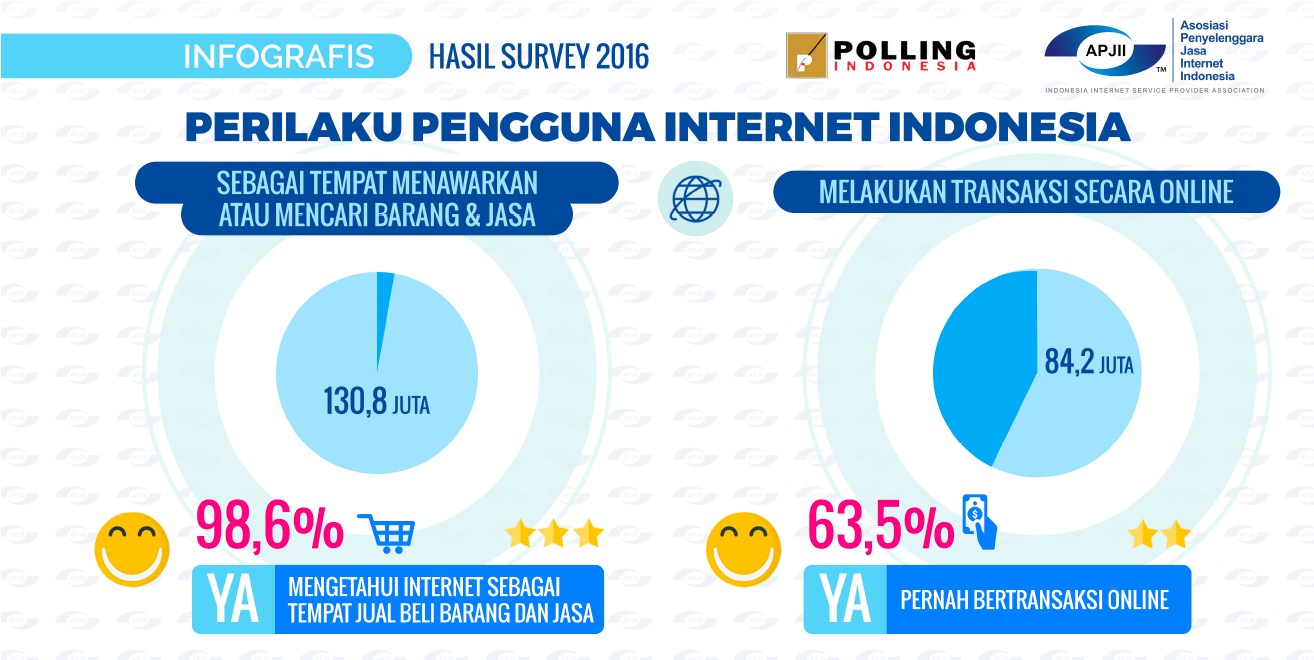 INFOGRAFIS
HASIL SURVEY 2016
P
POLLING
INDONESIA
APJII
TM
Asosiasi
Penyelenggara
Jasa
Internet
Indonesia
INDONESIA INTERNET SERVICE PROVIDER ASSOCIATION
PERILAKU PENGGUNA INTERNET INDONESIA
SEBAGAI TEMPAT MENAWARKAN
ATAU MENCARI BARANG & JASA
130,8 JUTA
98,6%
YA
MENGETAHUI INTERNET SEBAGAI
TEMPAT JUAL BELI BARANG DAN JASA
MELAKUKAN TRANSAKSI SECARA ONLINE
84,2 JUTA
63,5%
$
YA
PERNAH BERTRANSAKSI ONLINE